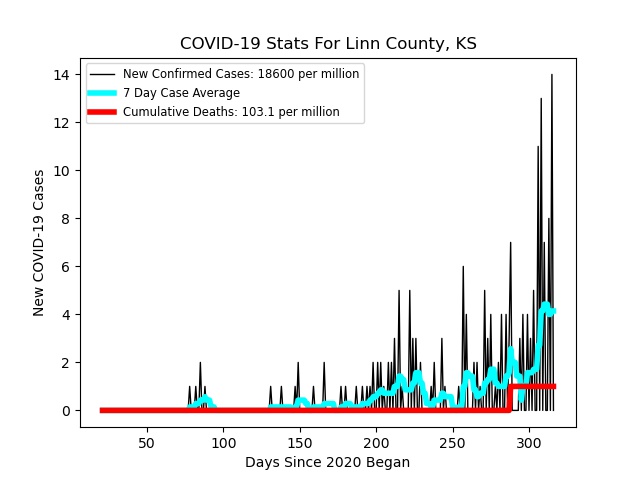 COVID-19 Stats For Linn County, KS
New Confirmed Cases: 18600 per million
7 Day Case Average
Cumulative Deaths: 103.1 per million
New COVID-19 Cases
14
12
10
8
6
4
2
0
50 100 150 200 250 300
Days Since 2020 Began